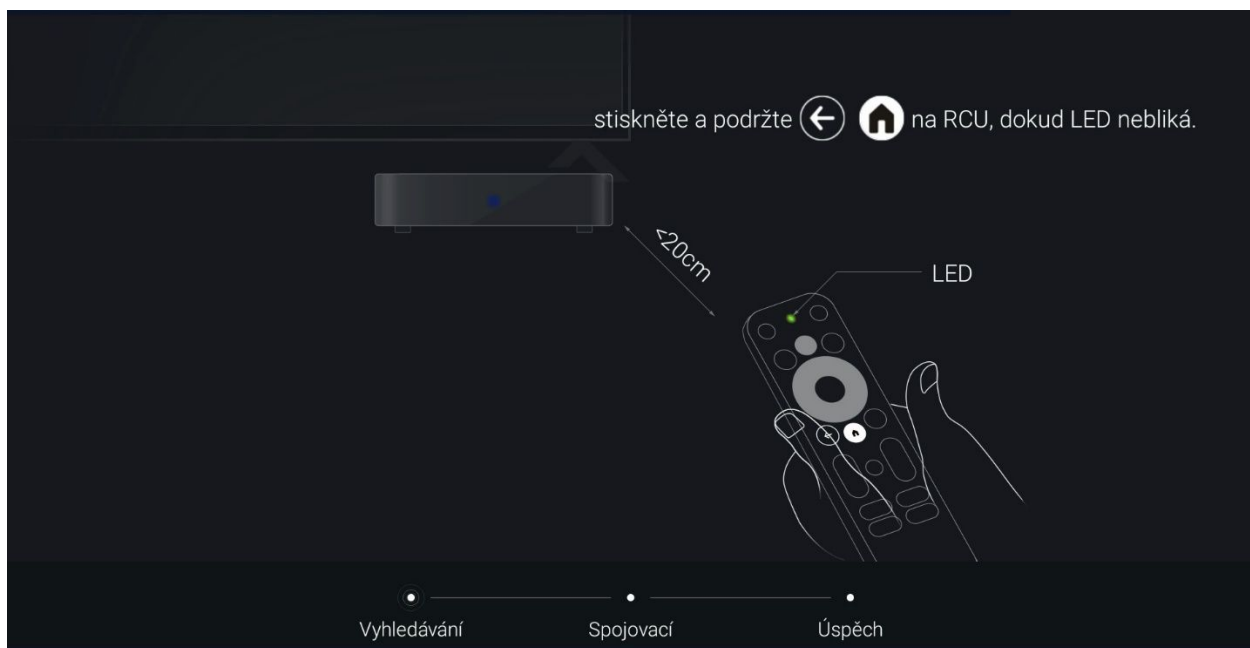 stiskněte a podržte na RCU, dokud LED nebliká.
<20cm
LED
Vyhledávání
Spojovací
Úspěch